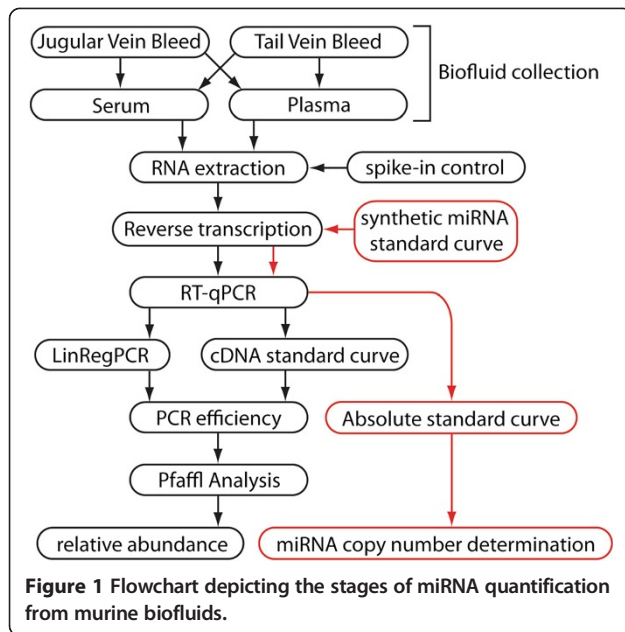 Jugular Vein Bleed
Tail Vein Bleed
Biofluid collection
Serum
Plasma
RNA extraction
spike-in control
Reverse transcription
synthetic miRNA
standard curve
RT-qPCR
LinRegPCR
cDNA standard curve
PCR efficiency
Absolute standard curve
Pfaffl Analysis
relative abundance
miRNA copy number determination
Figure 1 Flowchart depicting the stages of miRNA quantification
from murine biofluids.